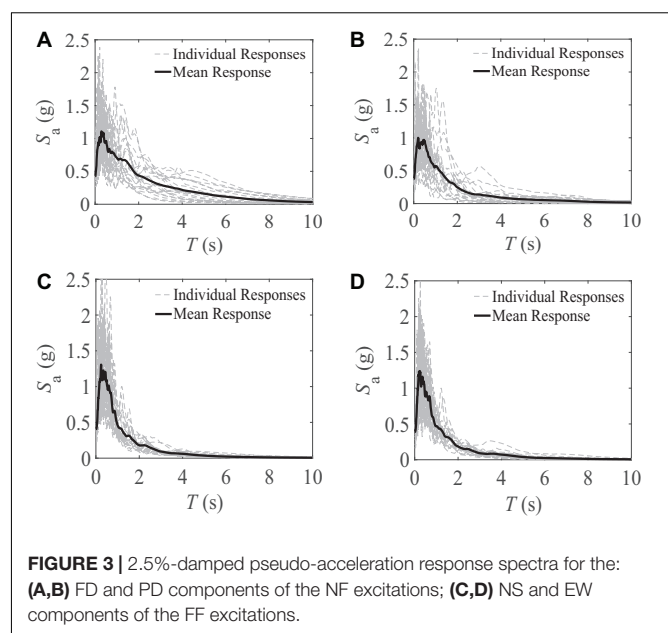 A
2.5
2
1.5
1
0.5
0
Sa (g)
Individual Responses
Mean Response
0 2 4 6 8 10
T (s)
B
2.5
2
1.5
1
0.5
0
Sa (g)
Individual Responses
Mean Response
0 2 4 6 8 10
T (s)
C
2.5
2
1.5
1
0.5
0
Sa (g)
Individual Responses
Mean Response
0 2 4 6 8 10
T (s)
D
2.5
2
1.5
1
0.5
0
Sa (g)
Individual Responses
Mean Response
0 2 4 6 8 10
T (s)
FIGURE 3 | 2.5%-damped pseudo-acceleration response spectra for the:
(A,B) FD and PD components of the NF excitations; (C,D) NS and EW
components of the FF excitations.